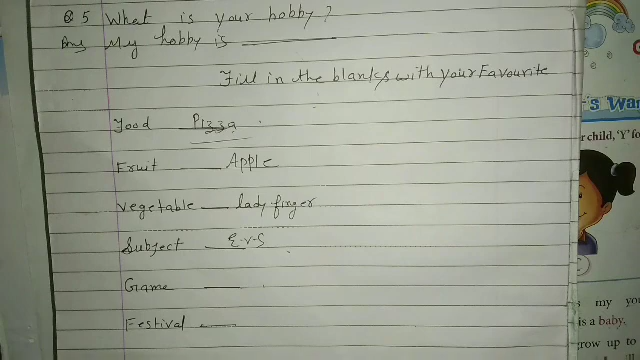 Q 5 What is your hobby?
Ans My hobby is
Fill in the blanks with your Favourite
Food Pizza
Fruit Apple
Vegetable lady finger
Subject E.V.S
Game
Festival
's Wa
r child, 'Y' fo
s my yo
is a baby,
grow up to